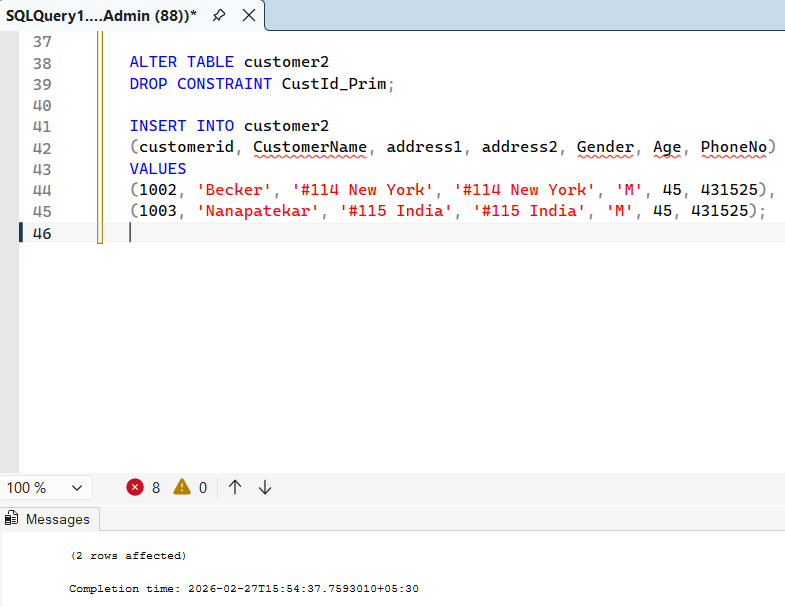 SQLQuery1....Admin (88))*
37
38 ALTER TABLE customer2
39 DROP CONSTRAINT CustId_Prim;
40
41 INSERT INTO customer2
42 (customerid, CustomerName, address1, address2, Gender, Age, PhoneNo)
43 VALUES
44 (1002, 'Becker', '#114 New York', '#114 New York', 'M', 45, 431525),
45 (1003, 'Nanapatekar', '#115 India', '#115 India', 'M', 45, 431525);
46
100 % 8 0
Messages
(2 rows affected)
Completion time: 2026-02-27T15:54:37.7593010+05:30